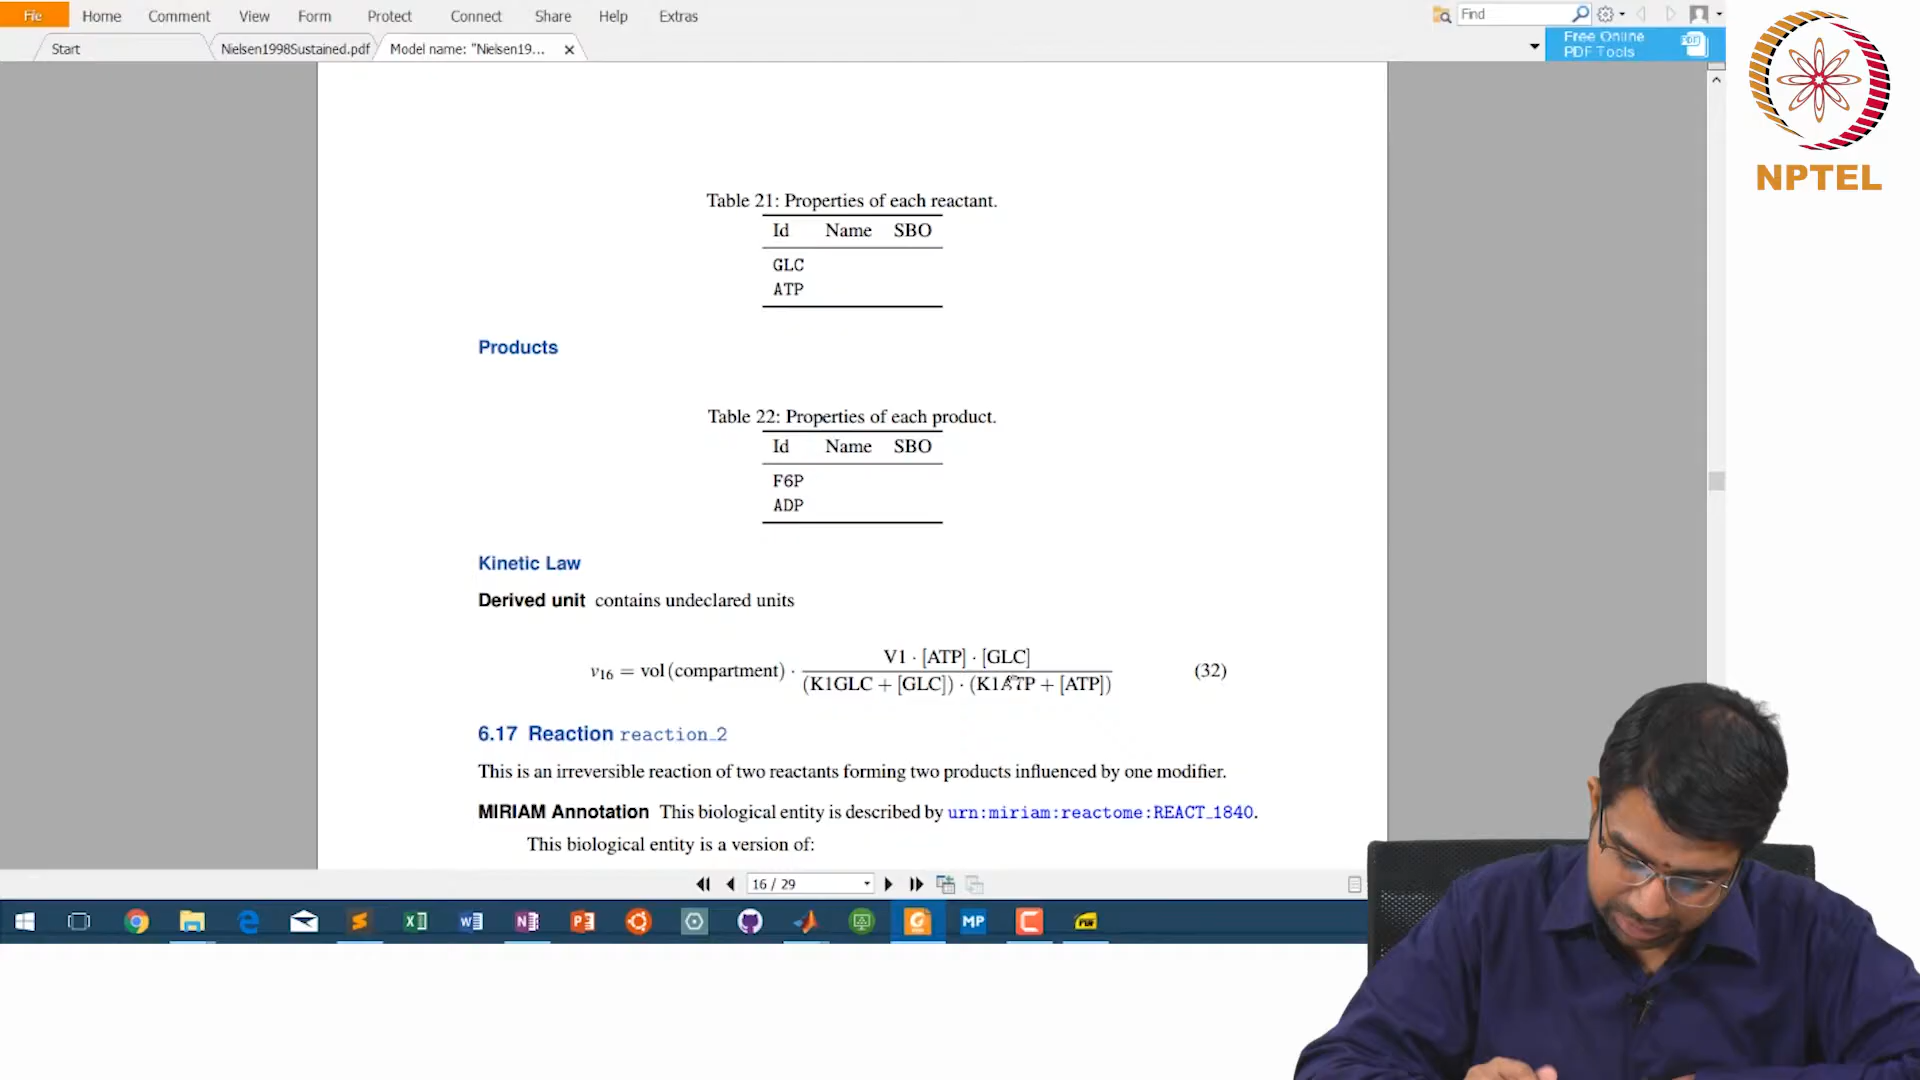 File Home Comment View Form Protect Connect Share Help Extras Find
Start Nielsen1998Sustained.pdf Model name: "Nielsen19...
Free Online
PDF Tools
NPTEL
Table 21: Properties of each reactant.
Id Name SBO
GLC
ATP
Products
Table 22: Properties of each product.
Id Name SBO
F6P
ADP
Kinetic Law
Derived unit contains undeclared units
v16 = vol (compartment) · V1 · [ATP] · [GLC] / (K1GLC + [GLC]) · (K1ATP + [ATP]) (32)
6.17 Reaction reaction_2
This is an irreversible reaction of two reactants forming two products influenced by one modifier.
MIRIAM Annotation This biological entity is described by urn:miriam:reactome:REACT_1840.
This biological entity is a version of:
16 / 29
MP